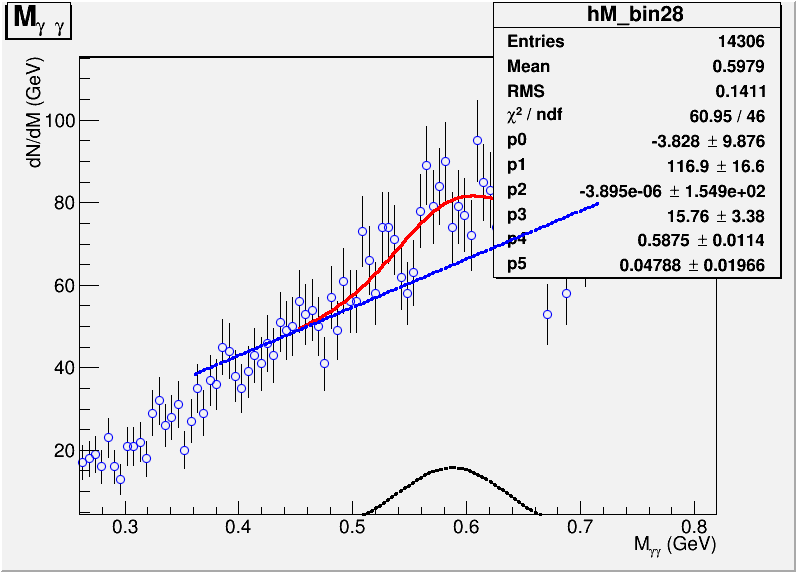 M γ γ
hM_bin28
Entries 14306
Mean 0.5979
RMS 0.1411
χ² / ndf 60.95 / 46
p0 -3.828 ± 9.876
p1 116.9 ± 16.6
p2 -3.895e-06 ± 1.549e+02
p3 15.76 ± 3.38
p4 0.5875 ± 0.0114
p5 0.04788 ± 0.01966
dN/dM (GeV)
100
80
60
40
20
0.3 0.4 0.5 0.6 0.7 0.8
Mγγ (GeV)